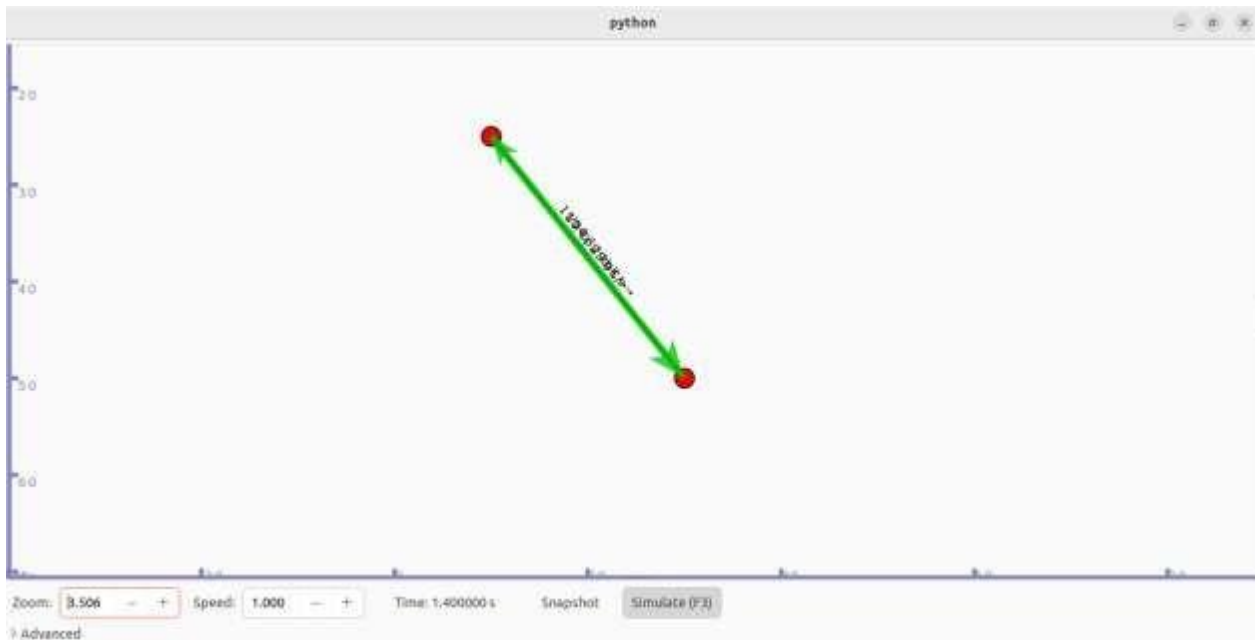 python
20
30
40
50
60
Zoom: 3.506 − + Speed: 1.000 − + Time: 1.400000 s Snapshot Simulate (F3)
Advanced